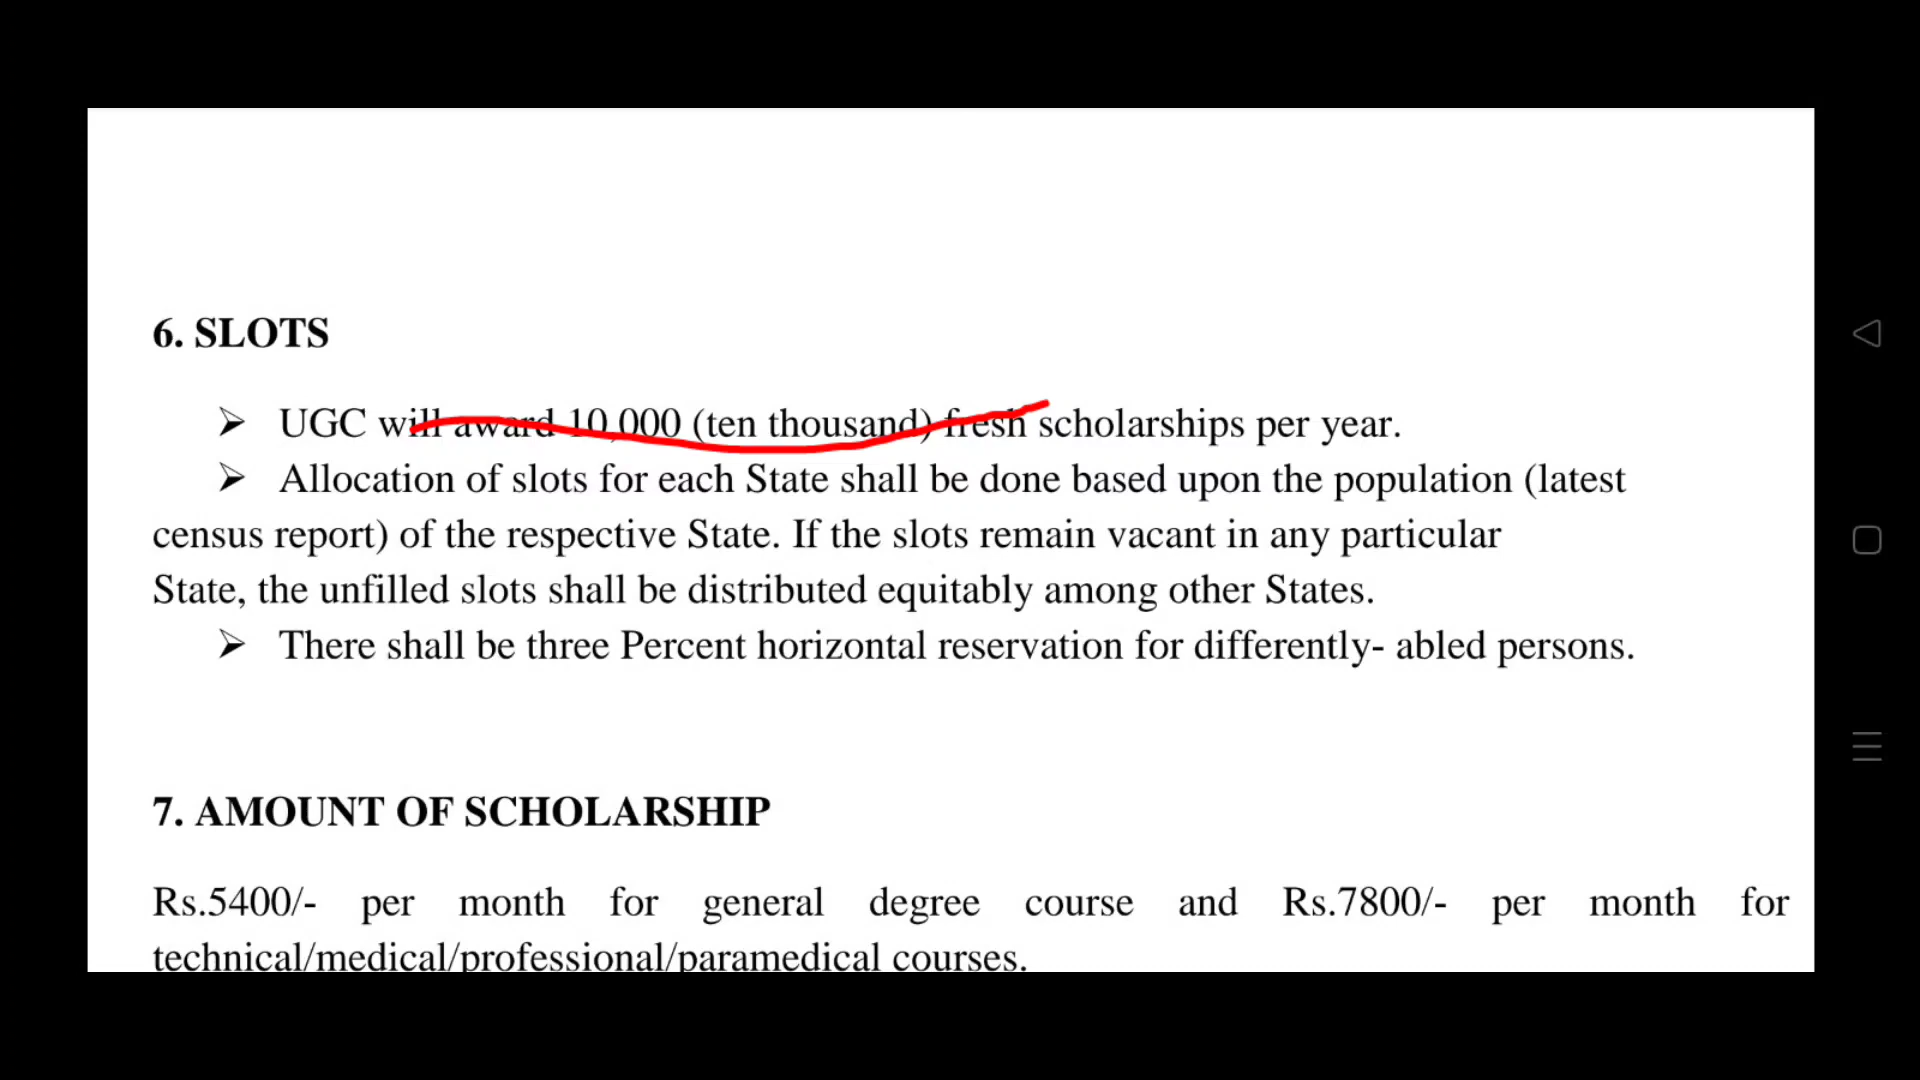 6. SLOTS
➢ UGC will award 10,000 (ten thousand) fresh scholarships per year.
➢ Allocation of slots for each State shall be done based upon the population (latest
census report) of the respective State. If the slots remain vacant in any particular
State, the unfilled slots shall be distributed equitably among other States.
➢ There shall be three Percent horizontal reservation for differently- abled persons.
7. AMOUNT OF SCHOLARSHIP
Rs.5400/- per month for general degree course and Rs.7800/- per month for
technical/medical/professional/paramedical courses.